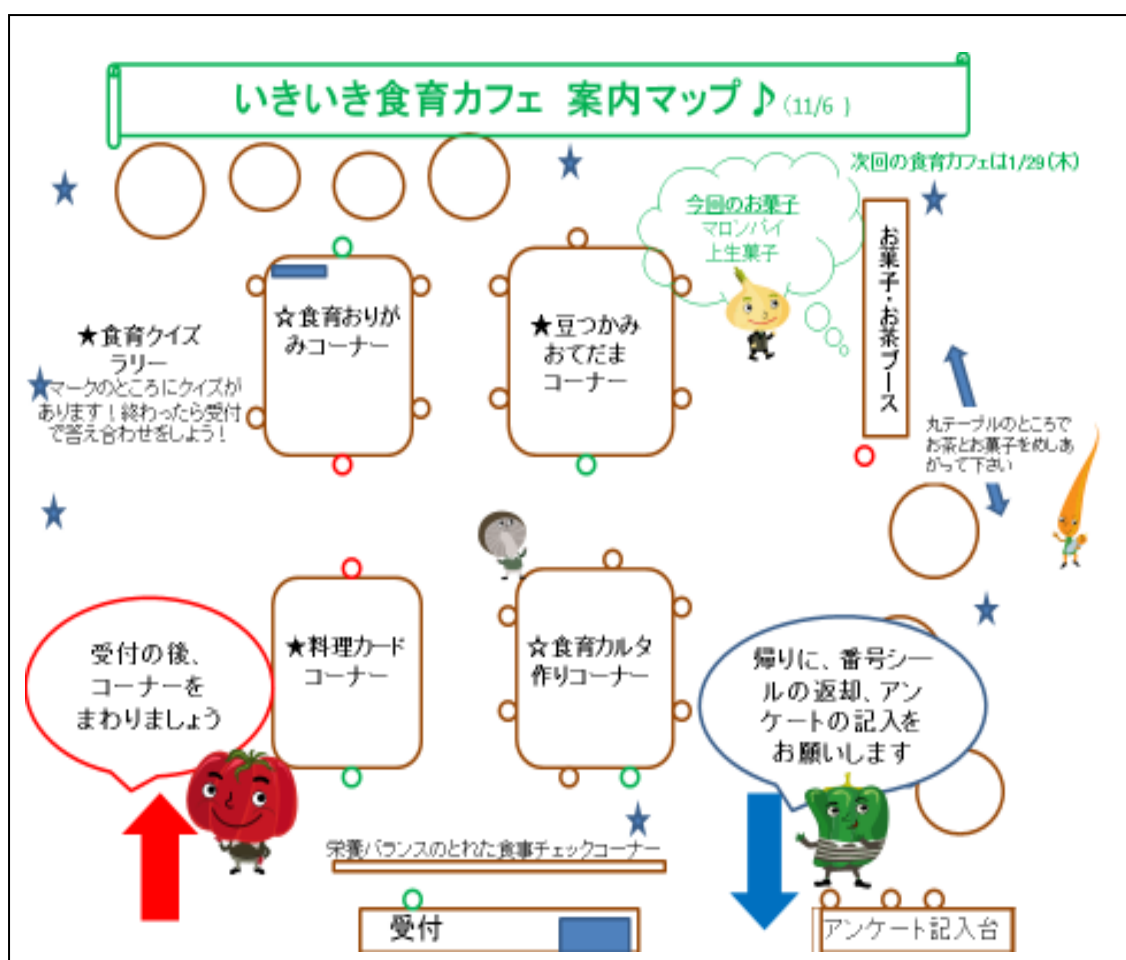 いきいき食育カフェ 案内マップ♪(11/6 )
次回の食育カフェは1/29(木)
今回のお菓子
マロンパイ
上生菓子
お菓子・お茶ブース
☆食育おりが
みコーナー
★豆つかみ
おてだま
コーナー
★食育クイズ
ラリー
マークのところにクイズが
あります！終わったら受付
で答え合わせをしよう！
丸テーブルのところで
お茶とお菓子をめしあ
がって下さい
受付の後、
コーナーを
まわりましょう
★料理カード
コーナー
☆食育カルタ
作りコーナー
帰りに、番号シー
ルの返却、アン
ケートの記入を
お願いします
栄養バランスのとれた食事チェックコーナー
受付
アンケート記入台